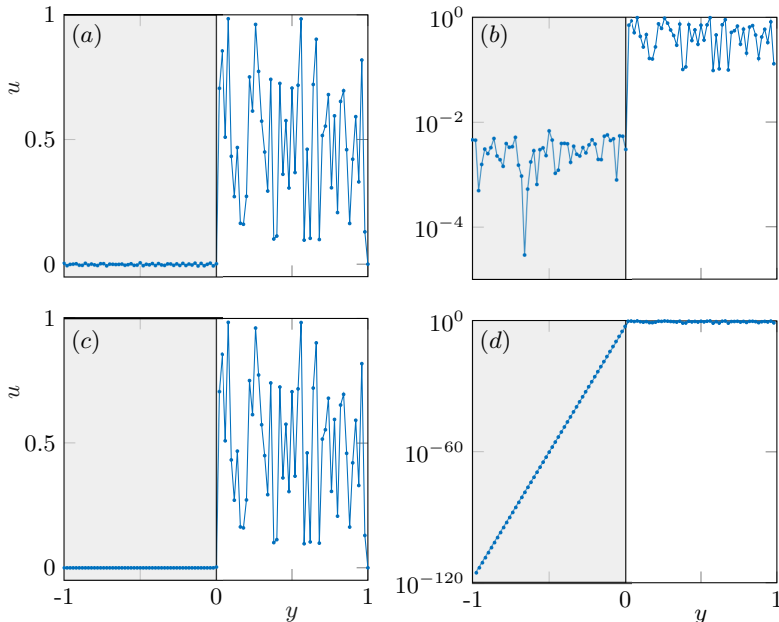 1 (a) 10^0 (b)
u 0.5 10^{-2}
10^{-4}
0
1 (c) 10^0 (d)
u 0.5 10^{-60}
0
10^{-120}
-1 0 1 -1 0 1
y y